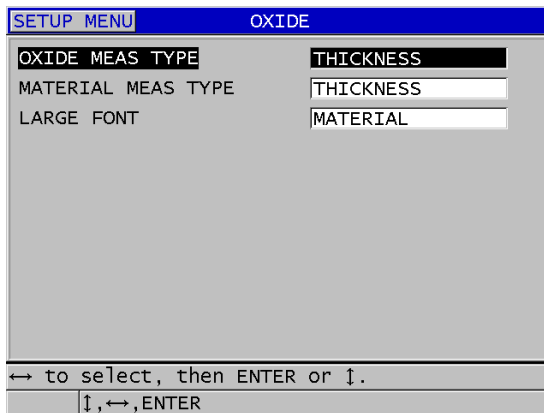 SETUP MENU OXIDE
OXIDE MEAS TYPE THICKNESS
MATERIAL MEAS TYPE THICKNESS
LARGE FONT MATERIAL
↔ to select, then ENTER or ↕.
↕,↔,ENTER